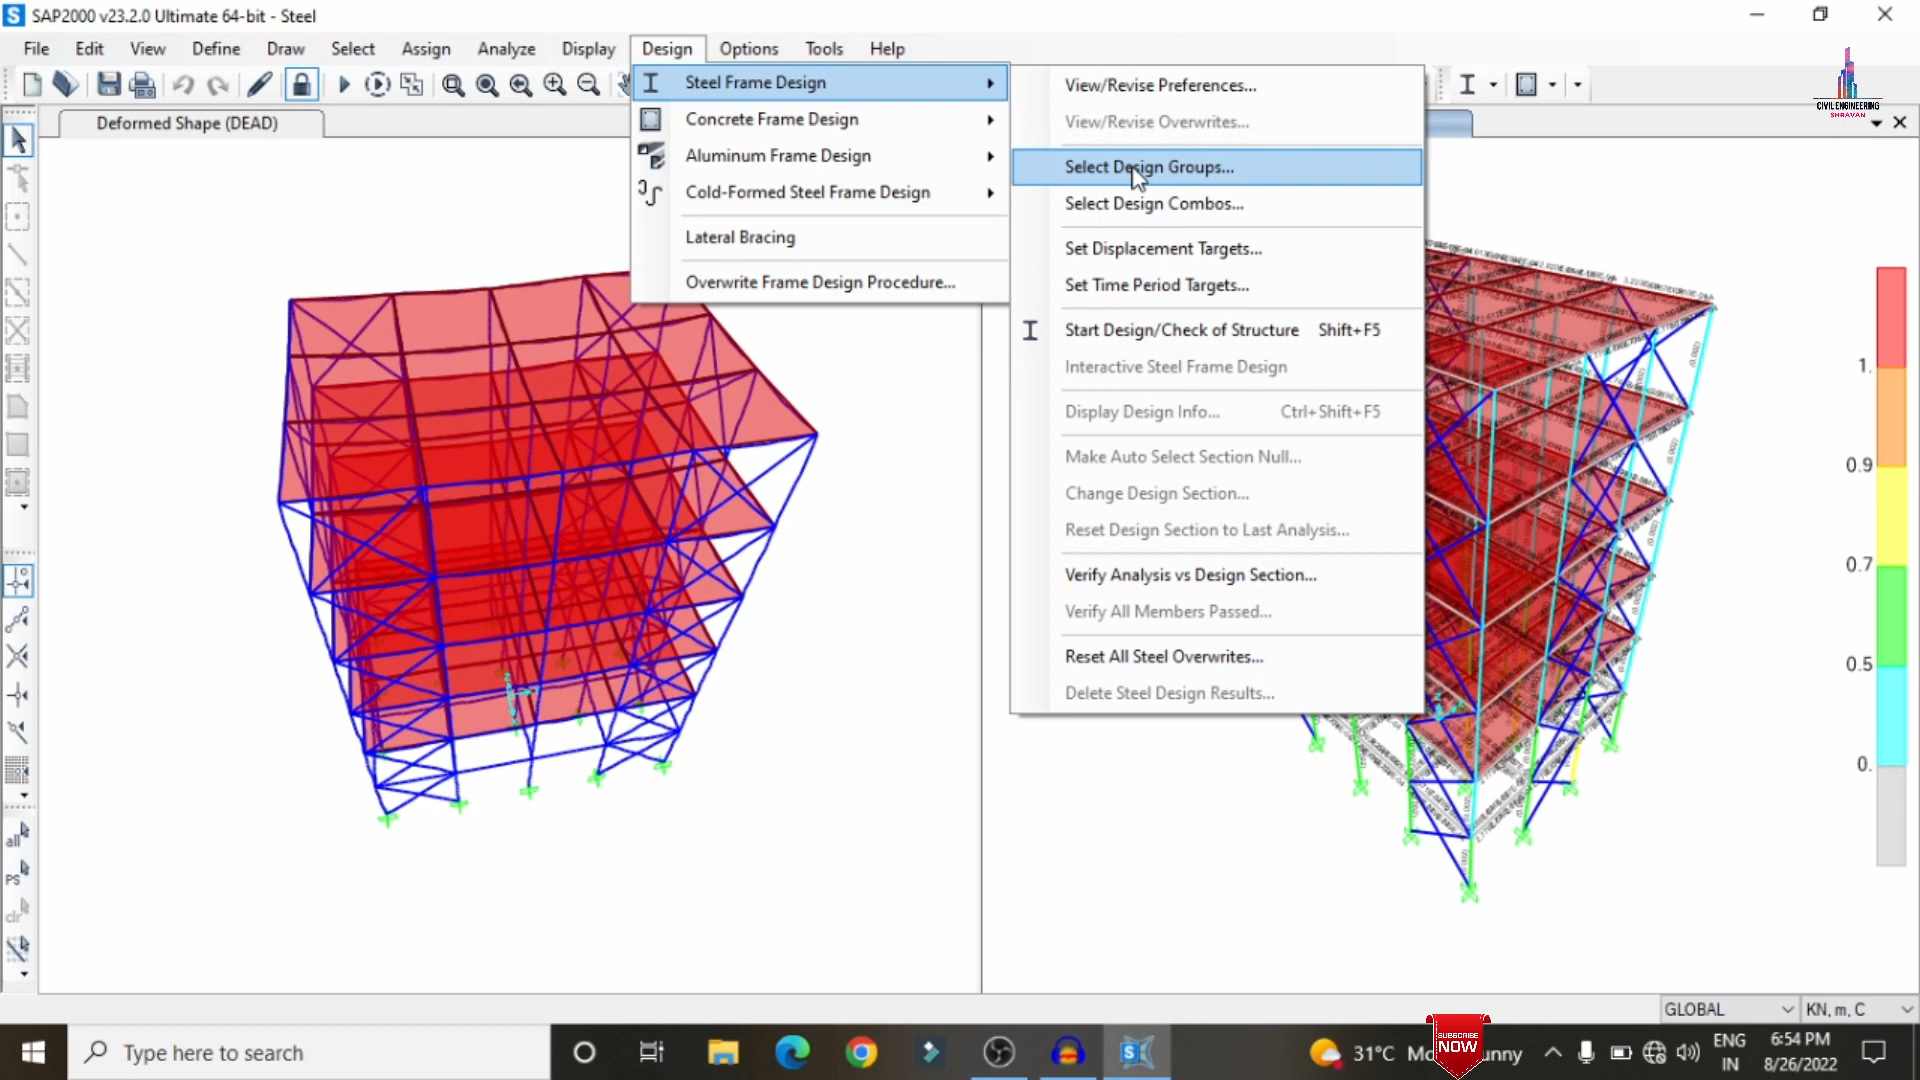 SAP2000 v23.2.0 Ultimate 64-bit - Steel
File Edit View Define Draw Select Assign Analyze Display Design Options Tools Help
Deformed Shape (DEAD)
Steel Frame Design
Concrete Frame Design
Aluminum Frame Design
Cold-Formed Steel Frame Design
Lateral Bracing
Overwrite Frame Design Procedure...
View/Revise Preferences...
View/Revise Overwrites...
Select Design Groups...
Select Design Combos...
Set Displacement Targets...
Set Time Period Targets...
Start Design/Check of Structure Shift+F5
Interactive Steel Frame Design
Display Design Info... Ctrl+Shift+F5
Make Auto Select Section Null...
Change Design Section...
Reset Design Section to Last Analysis...
Verify Analysis vs Design Section...
Verify All Members Passed...
Reset All Steel Overwrites...
Delete Steel Design Results...
CIVIL ENGINEERING
SHRAVAN
1.
0.9
0.7
0.5
0.
all
PS
clr
GLOBAL
KN, m, C
Type here to search
31°C
SUBSCRIBE
NOW
ENG
IN
6:54 PM
8/26/2022